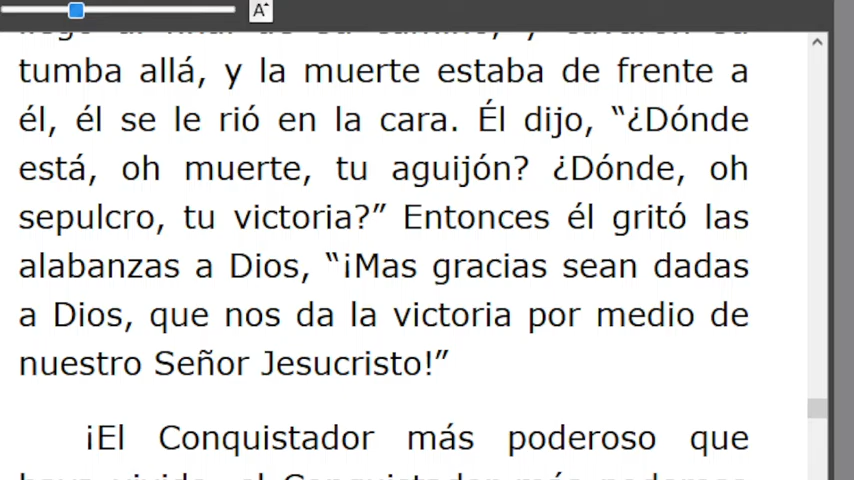 A
tumba allá, y la muerte estaba de frente a
él, él se le rió en la cara. Él dijo, “¿Dónde
está, oh muerte, tu aguijón? ¿Dónde, oh
sepulcro, tu victoria?” Entonces él gritó las
alabanzas a Dios, “¡Mas gracias sean dadas
a Dios, que nos da la victoria por medio de
nuestro Señor Jesucristo!”
¡El Conquistador más poderoso que